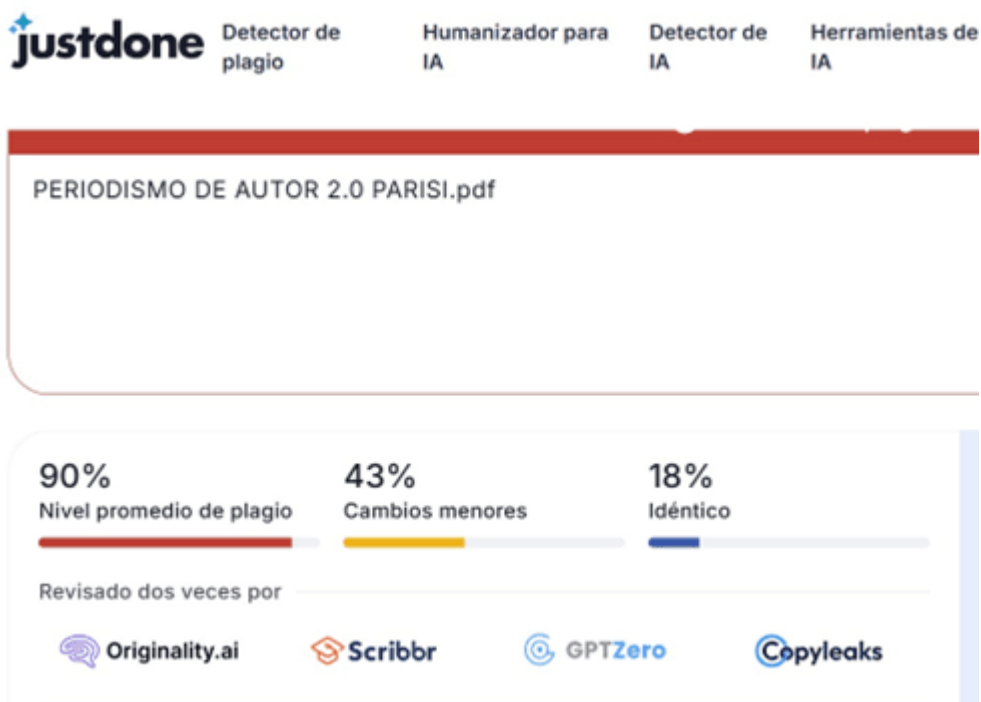 justdone
Detector de plagio
Humanizador para IA
Detector de IA
Herramientas de IA
PERIODISMO DE AUTOR 2.0 PARISI.pdf
90%
Nivel promedio de plagio
43%
Cambios menores
18%
Idéntico
Revisado dos veces por
Originality.ai
Scribbr
GPTZero
Copyleaks